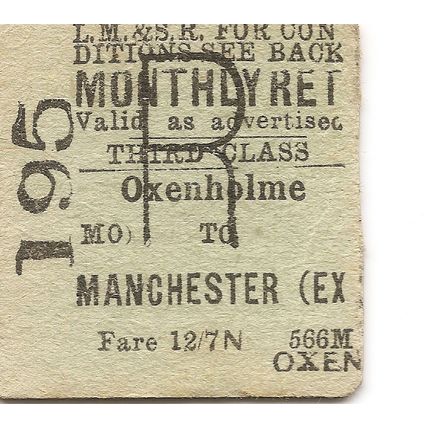 L.M.&S.R. FOR CON
DITIONS SEE BACK
MONTHLY RET
Valid as advertised
THIRD CLASS
Oxenholme
MO) To
MANCHESTER (EX
Fare 12/7N 566M
OXEN
R
195